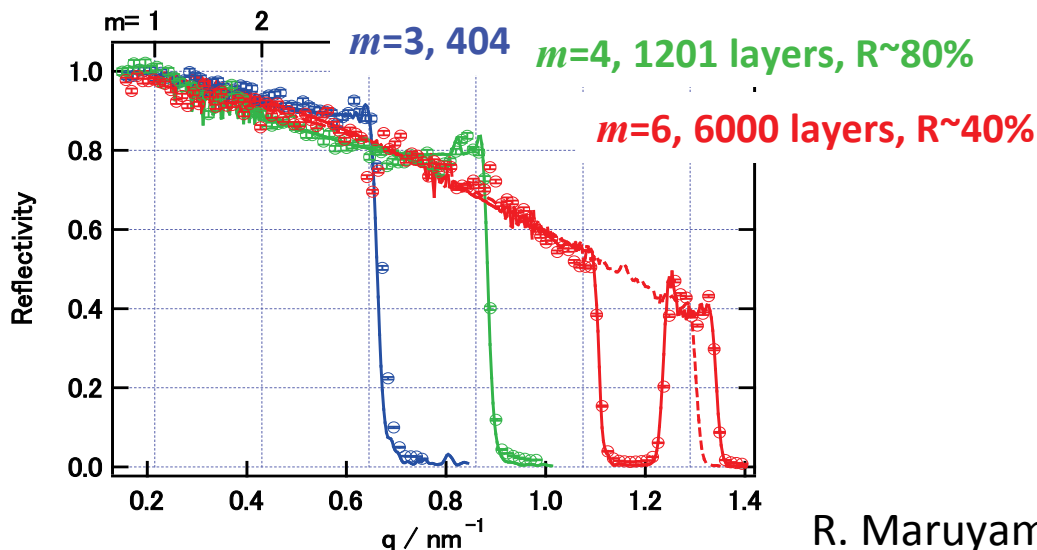 m= 1 2
m=3, 404
m=4, 1201 layers, R~80%
m=6, 6000 layers, R~40%
1.0
0.8
0.6
0.4
0.2
0.0
Reflectivity
0.2 0.4 0.6 0.8 1.0 1.2 1.4
q / nm⁻¹
R. Maruyam